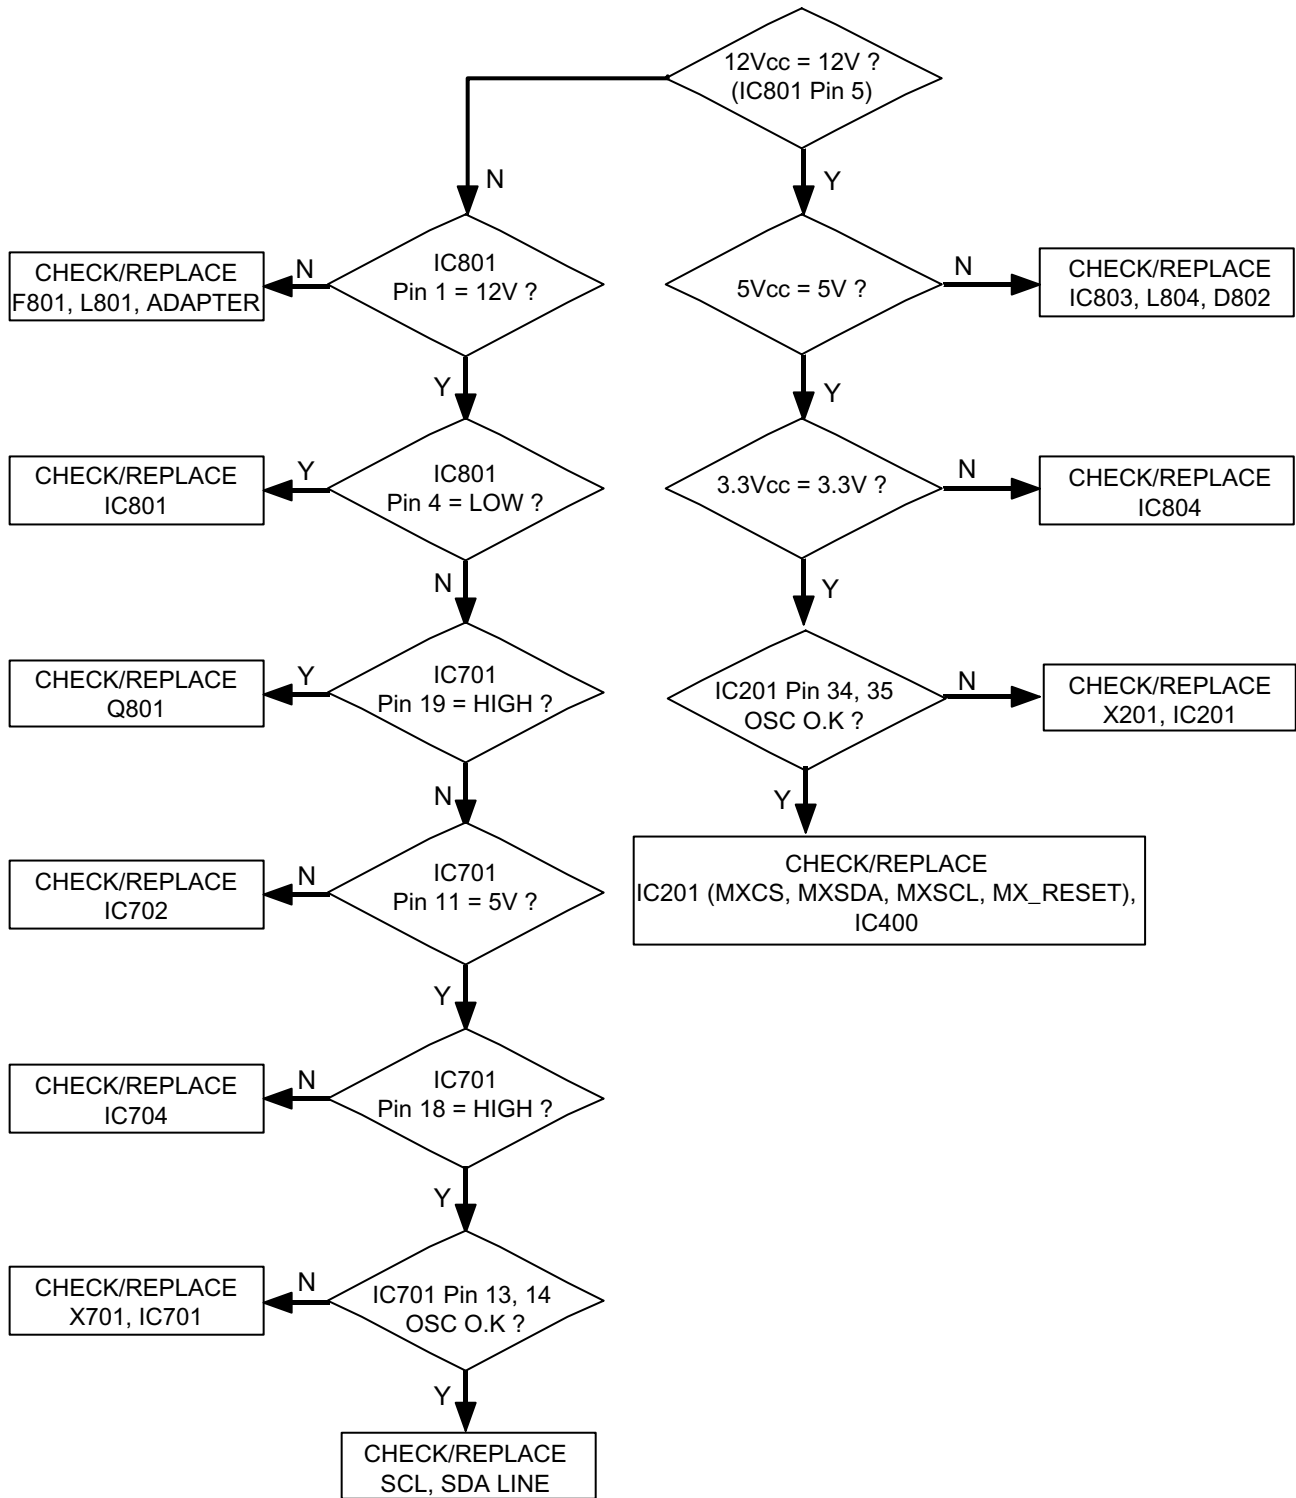 12Vcc = 12V ?
(IC801 Pin 5)
N
Y
IC801
Pin 1 = 12V ?
N
CHECK/REPLACE
F801, L801, ADAPTER
5Vcc = 5V ?
N
CHECK/REPLACE
IC803, L804, D802
Y
Y
IC801
Pin 4 = LOW ?
Y
CHECK/REPLACE
IC801
3.3Vcc = 3.3V ?
N
CHECK/REPLACE
IC804
N
Y
IC701
Pin 19 = HIGH ?
Y
CHECK/REPLACE
Q801
IC201 Pin 34, 35
OSC O.K ?
N
CHECK/REPLACE
X201, IC201
N
Y
IC701
Pin 11 = 5V ?
N
CHECK/REPLACE
IC702
CHECK/REPLACE
IC201 (MXCS, MXSDA, MXSCL, MX_RESET),
IC400
Y
IC701
Pin 18 = HIGH ?
N
CHECK/REPLACE
IC704
Y
IC701 Pin 13, 14
OSC O.K ?
N
CHECK/REPLACE
X701, IC701
Y
CHECK/REPLACE
SCL, SDA LINE